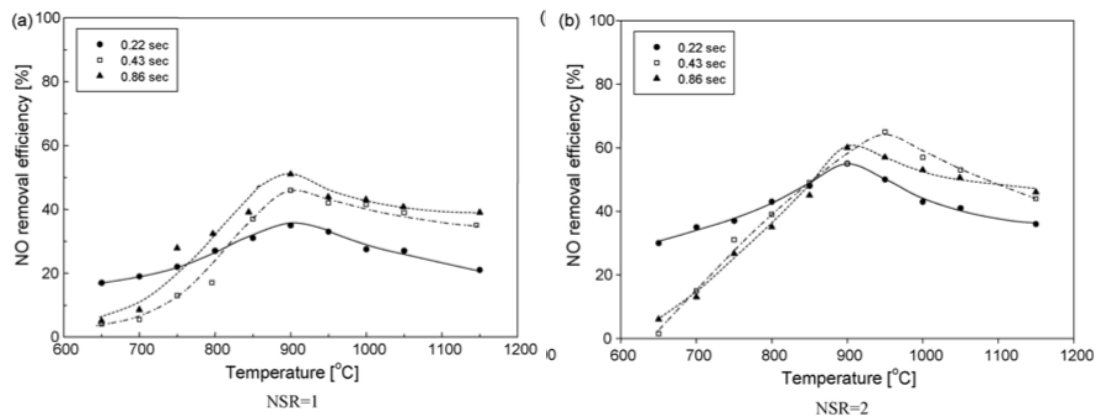 (a)
100
80
60
40
20
0
NO removal efficiency [%]
0.22 sec
0.43 sec
0.86 sec
600 700 800 900 1000 1100 1200
Temperature [°C]
NSR=1
(
(b)
100
80
60
40
20
0
NO removal efficiency [%]
0.22 sec
0.43 sec
0.86 sec
00
600 700 800 900 1000 1100 1200
Temperature [°C]
NSR=2